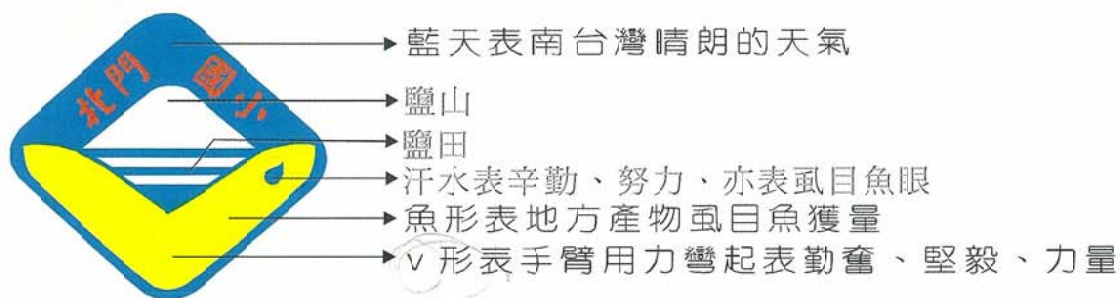 北門 國小
藍天表南台灣晴朗的天氣
鹽山
鹽田
汗水表辛勤、努力、亦表虱目魚眼
魚形表地方產物虱目魚獲量
v 形表手臂用力彎起表勤奮、堅毅、力量